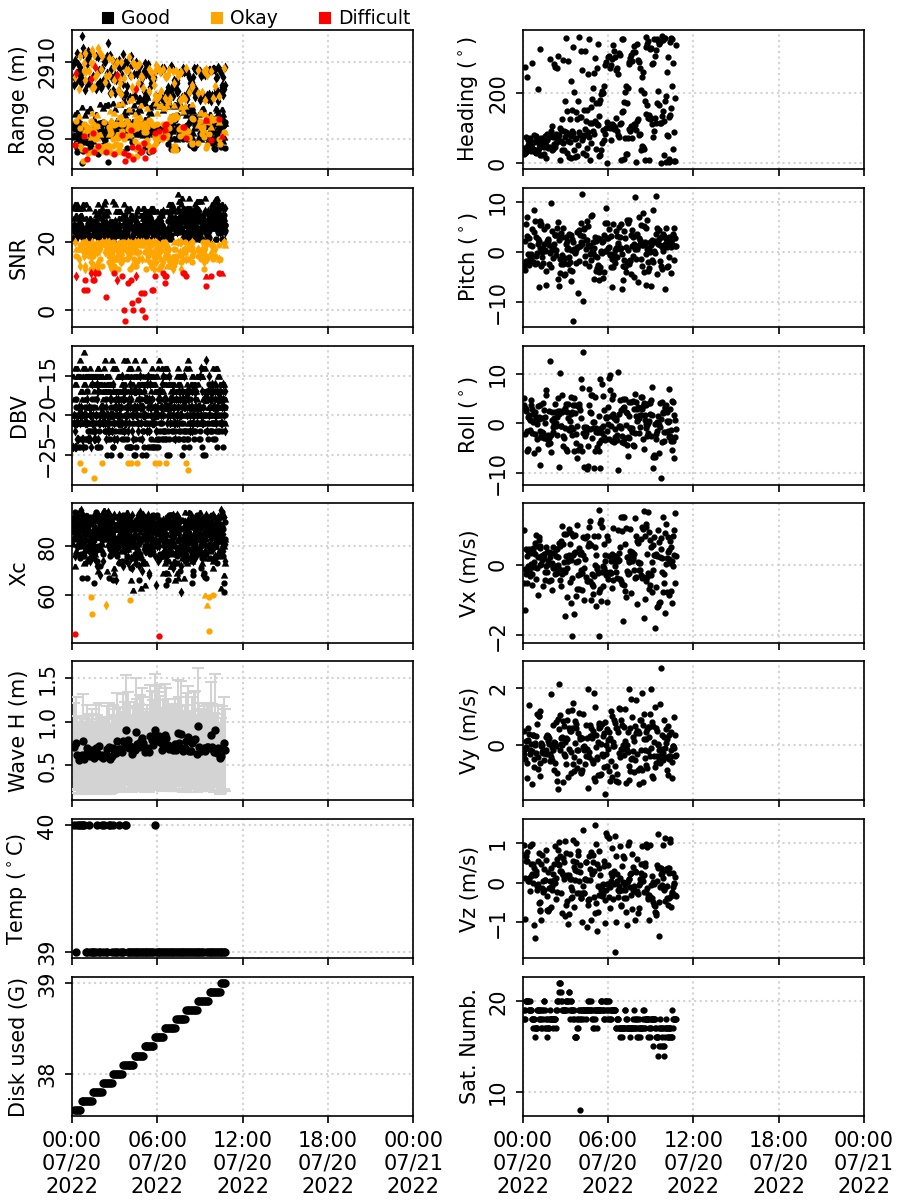 Good Okay Difficult
Range (m)
2910
2800
Heading (°)
200
0
SNR
20
0
Pitch (°)
10
0
−10
DBV
−15
−20
−25
Roll (°)
10
0
−10
Xc
80
60
Vx (m/s)
0
−2
Wave H (m)
1.5
1.0
0.5
Vy (m/s)
2
0
Temp (°C)
40
39
Vz (m/s)
1
0
−1
Disk used (G)
39
38
Sat. Numb.
20
10
00:00 06:00 12:00 18:00 00:00
07/20 07/20 07/20 07/20 07/21
2022 2022 2022 2022 2022
00:00 06:00 12:00 18:00 00:00
07/20 07/20 07/20 07/20 07/21
2022 2022 2022 2022 2022